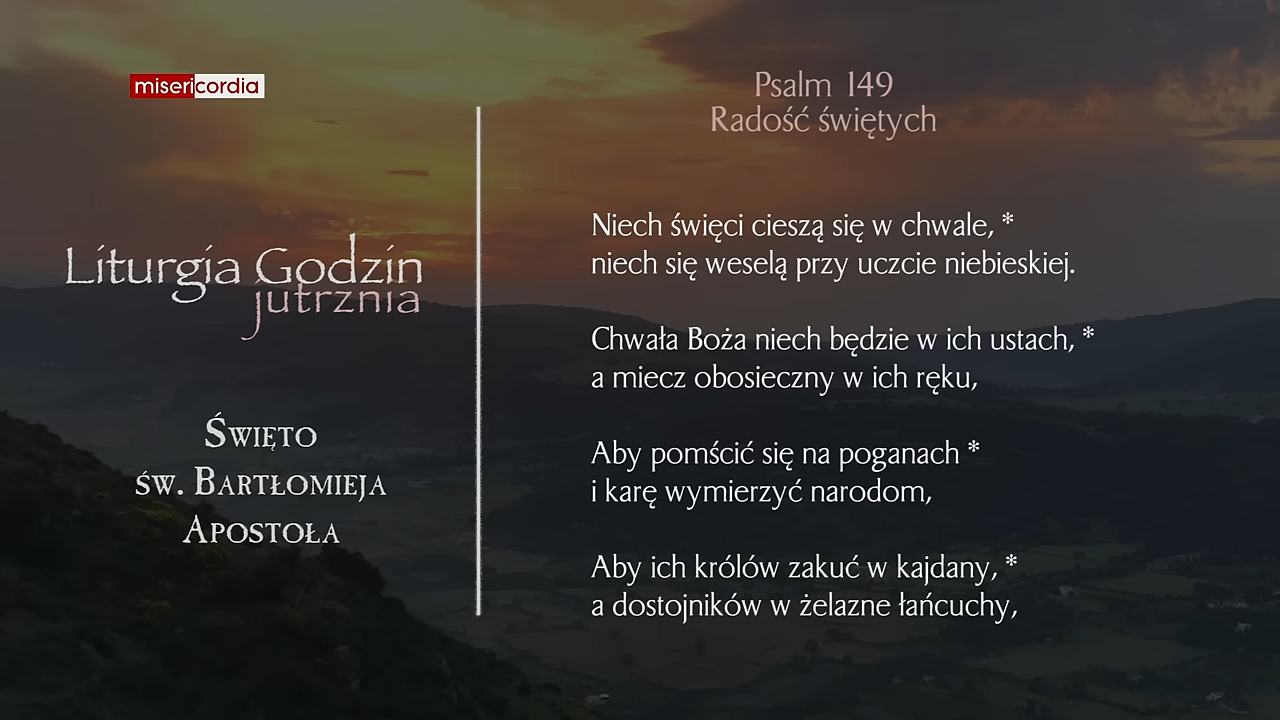 misericordia
Liturgia Godzin
jutrznia
Święto
św. Bartłomieja
Apostoła
Psalm 149
Radość świętych
Niech święci cieszą się w chwale, *
niech się weselą przy uczcie niebieskiej.
Chwała Boża niech będzie w ich ustach, *
a miecz obosieczny w ich ręku,
Aby pomścić się na poganach *
i karę wymierzyć narodom,
Aby ich królów zakuć w kajdany, *
a dostojników w żelazne łańcuchy,